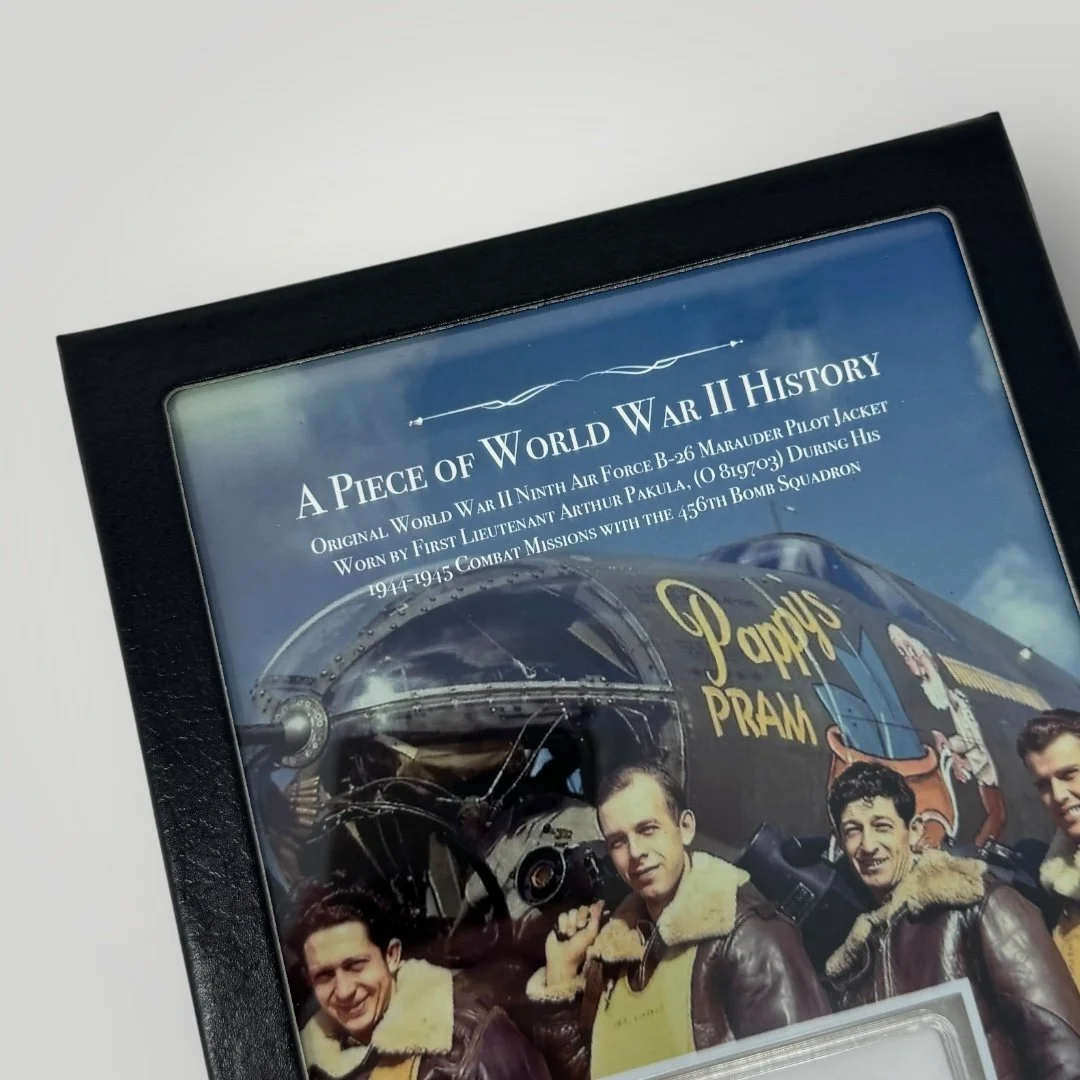 A Piece of World War II History
Original World War II Ninth Air Force B-26 Marauder Pilot Jacket
Worn by First Lieutenant Arthur Pakula, (O 819703) During His
1944-1945 Combat Missions with the 456th Bomb Squadron
Pappy's
PRAM